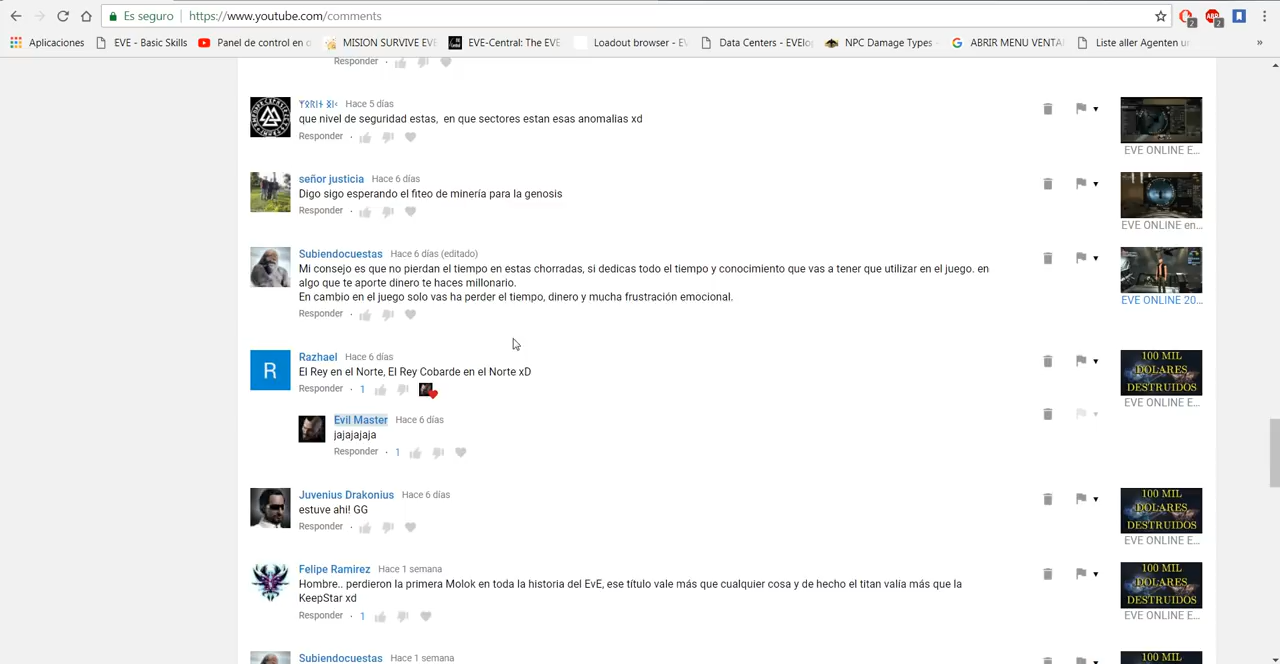 Es seguro https://www.youtube.com/comments
2
2
Aplicaciones EVE - Basic Skills Panel de control en MISION SURVIVE EVE EVE-Central: The EVE Loadout browser - EV Data Centers - EVElop NPC Damage Types ABRIR MENU VENTA Liste aller Agenten u »
Responder ·
Hace 5 días
que nivel de seguridad estas, en que sectores estan esas anomalias xd
Responder ·
EVE ONLINE E...
señor justicia Hace 6 días
Digo sigo esperando el fiteo de mineria para la genosis
Responder ·
EVE ONLINE en...
Subiendocuestas Hace 6 días (editado)
Mi consejo es que no pierdan el tiempo en estas chorradas, si dedicas todo el tiempo y conocimiento que vas a tener que utilizar en el juego. en
algo que te aporte dinero te haces millonario.
En cambio en el juego solo vas ha perder el tiempo, dinero y mucha frustración emocional.
Responder ·
EVE ONLINE 20...
R
Razhael Hace 6 días
El Rey en el Norte, El Rey Cobarde en el Norte xD
Responder · 1
100 MIL
DOLARES
DESTRUIDOS
EVE ONLINE E...
Evil Master Hace 6 días
jajajajaja
Responder · 1
Juvenius Drakonius Hace 6 días
estuve ahi! GG
Responder ·
100 MIL
DOLARES
DESTRUIDOS
EVE ONLINE E...
Felipe Ramirez Hace 1 semana
Hombre.. perdieron la primera Molok en toda la historia del EvE, ese título vale más que cualquier cosa y de hecho el titan valia más que la
KeepStar xd
Responder · 1
100 MIL
DOLARES
DESTRUIDOS
EVE ONLINE E...
Subiendocuestas Hace 1 semana
100 MIL